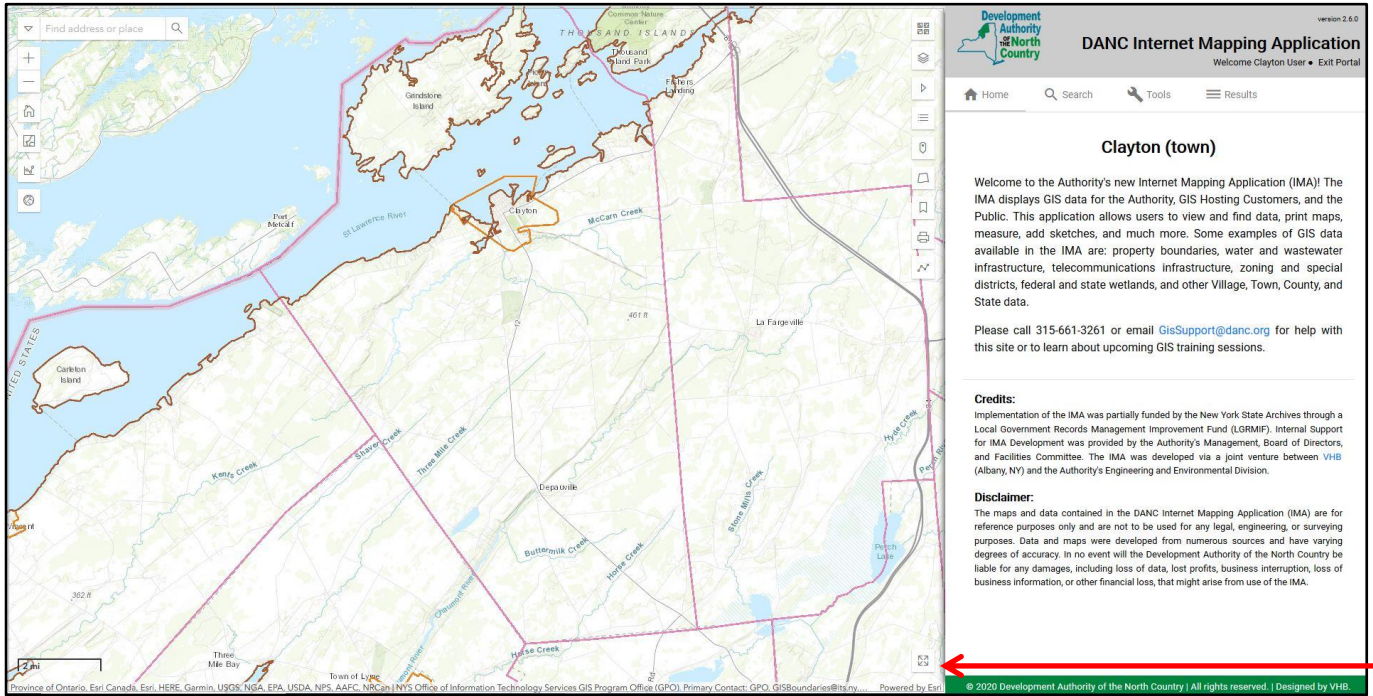 Find address or place
Common Nature
Center
THOUSAND ISLANDS
Thousand
Island Park
Fishers
Landing
Grindstone
Island
Clayton
McCarn Creek
Port
Metcalf
St Lawrence River
12
461 ft
La Fargeville
UNITED STATES
Carleton
Island
Hyde Creek
Perch
Shaver Creek
Three Mile Creek
Kents Creek
Depauville
Stone Mills Creek
Vincent
Buttermilk Creek
Horse Creek
Perch
Lake
Chaumont River
362 ft
Three
Mile Bay
Horse Creek
Town of Lyme
Rd
2 mi
Province of Ontario, Esri Canada, Esri, HERE, Garmin, USGS, NGA, EPA, USDA, NPS, AAFC, NRCan | NYS Office of Information Technology Services GIS Program Office (GPO). Primary Contact: GPO, GISBoundaries@its.ny.... Powered by Esri
Development
Authority
OF THE North
Country
version 2.6.0
DANC Internet Mapping Application
Welcome Clayton User ● Exit Portal
Home Search Tools Results
Clayton (town)
Welcome to the Authority's new Internet Mapping Application (IMA)! The
IMA displays GIS data for the Authority, GIS Hosting Customers, and the
Public. This application allows users to view and find data, print maps,
measure, add sketches, and much more. Some examples of GIS data
available in the IMA are: property boundaries, water and wastewater
infrastructure, telecommunications infrastructure, zoning and special
districts, federal and state wetlands, and other Village, Town, County, and
State data.
Please call 315-661-3261 or email GisSupport@danc.org for help with
this site or to learn about upcoming GIS training sessions.
Credits:
Implementation of the IMA was partially funded by the New York State Archives through a
Local Government Records Management Improvement Fund (LGRMIF). Internal Support
for IMA Development was provided by the Authority's Management, Board of Directors,
and Facilities Committee. The IMA was developed via a joint venture between VHB
(Albany, NY) and the Authority's Engineering and Environmental Division.
Disclaimer:
The maps and data contained in the DANC Internet Mapping Application (IMA) are for
reference purposes only and are not to be used for any legal, engineering, or surveying
purposes. Data and maps were developed from numerous sources and have varying
degrees of accuracy. In no event will the Development Authority of the North Country be
liable for any damages, including loss of data, lost profits, business interruption, loss of
business information, or other financial loss, that might arise from use of the IMA.
© 2020 Development Authority of the North Country | All rights reserved. | Designed by VHB.